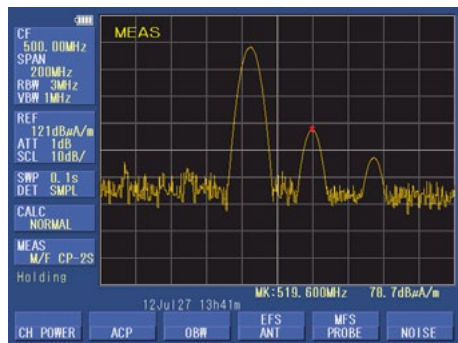 CF
500. 00MHz
SPAN
200MHz
RBW 3MHz
VBW 1MHz
REF
121dBµA/m
ATT 1dB
SCL 10dB/
SWP 0. 1s
DET SMPL
CALC
NORMAL
MEAS
M/F CP-2S
Holding
MEAS
MK:519. 600MHz 78. 7dBµA/m
12Jul27 13h41m
CH POWER
ACP
OBW
EFS
ANT
MFS
PROBE
NOISE